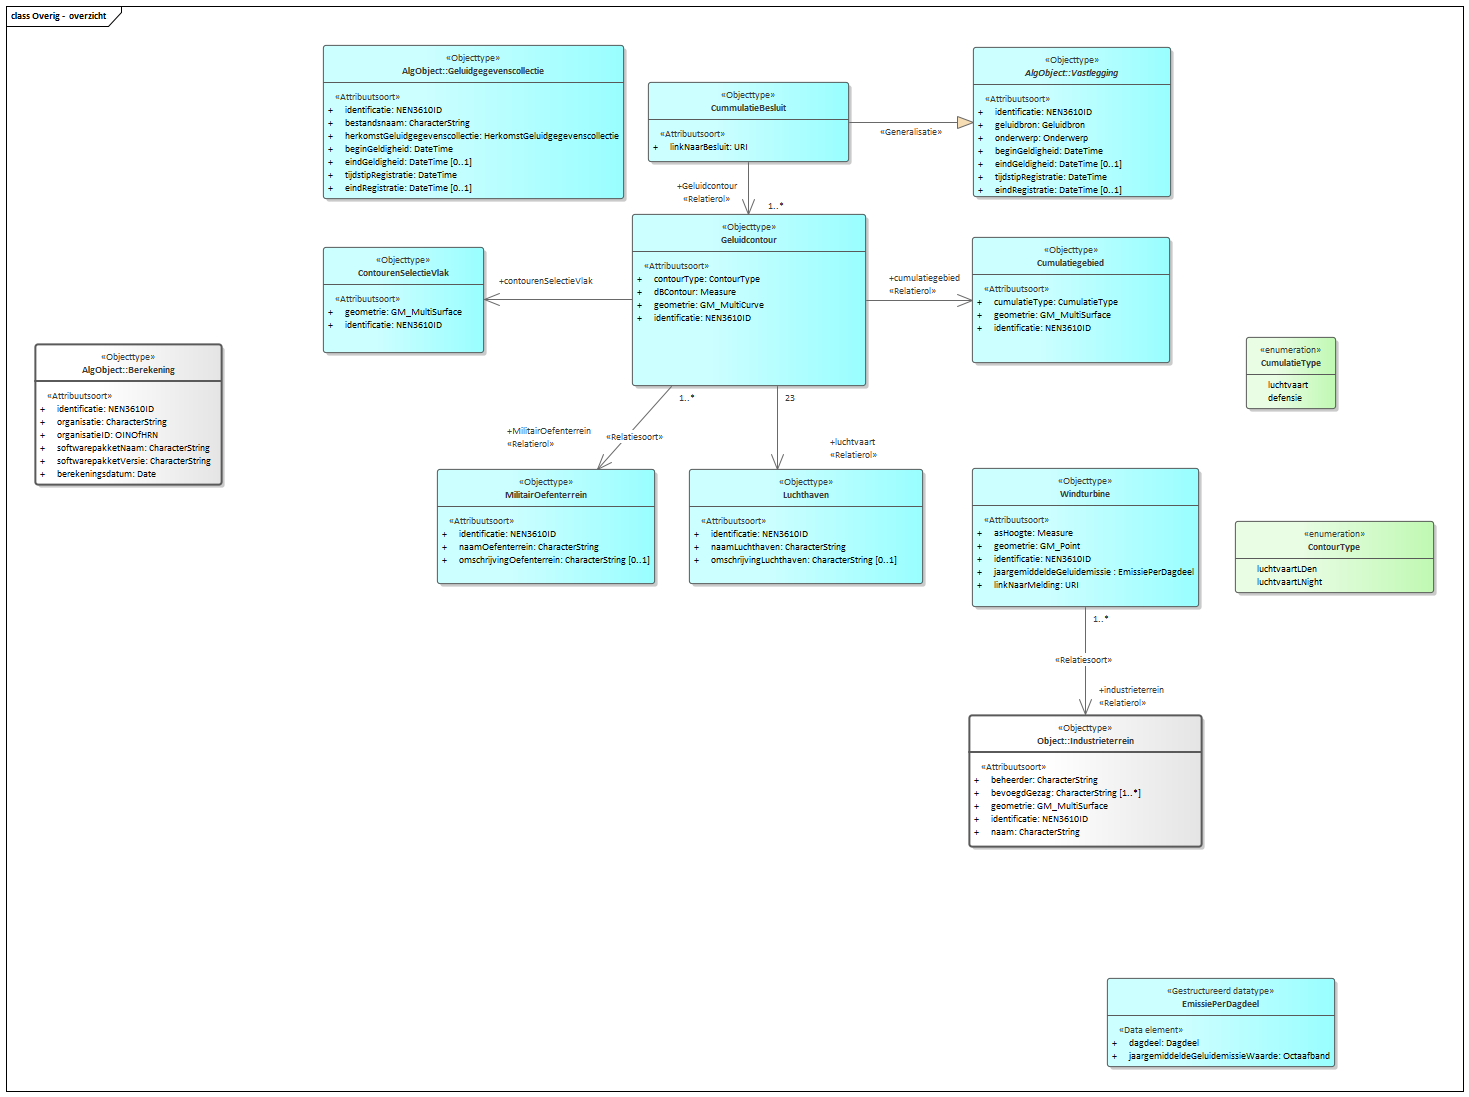 class Overig - overzicht
«Objecttype»
AlgObject::Geluidgegevenscollectie
«Attribuutsoort»
+ identificatie: NEN3610ID
+ bestandsnaam: CharacterString
+ herkomstGeluidgegevenscollectie: HerkomstGeluidgegevenscollectie
+ beginGeldigheid: DateTime
+ eindGeldigheid: DateTime [0..1]
+ tijdstipRegistratie: DateTime
+ eindRegistratie: DateTime [0..1]
«Objecttype»
CummulatieBesluit
«Attribuutsoort»
+ linkNaarBesluit: URI
«Generalisatie»
«Objecttype»
AlgObject::Vastlegging
«Attribuutsoort»
+ identificatie: NEN3610ID
+ geluidbron: Geluidbron
+ onderwerp: Onderwerp
+ beginGeldigheid: DateTime
+ eindGeldigheid: DateTime [0..1]
+ tijdstipRegistratie: DateTime
+ eindRegistratie: DateTime [0..1]
+Geluidcontour
«Relatierol»
1..*
«Objecttype»
ContourenSelectieVlak
«Attribuutsoort»
+ geometrie: GM_MultiSurface
+ identificatie: NEN3610ID
+contourenSelectieVlak
«Objecttype»
Geluidcontour
«Attribuutsoort»
+ contourType: ContourType
+ dBContour: Measure
+ geometrie: GM_MultiCurve
+ identificatie: NEN3610ID
+cumulatiegebied
«Relatierol»
«Objecttype»
Cumulatiegebied
«Attribuutsoort»
+ cumulatieType: CumulatieType
+ geometrie: GM_MultiSurface
+ identificatie: NEN3610ID
«enumeration»
CumulatieType
luchtvaart
defensie
«Objecttype»
AlgObject::Berekening
«Attribuutsoort»
+ identificatie: NEN3610ID
+ organisatie: CharacterString
+ organisatieID: OINOfHRN
+ softwarepakketNaam: CharacterString
+ softwarepakketVersie: CharacterString
+ berekeningsdatum: Date
1..*
+MilitairOefenterrein
«Relatierol»
«Relatiesoort»
23
+luchtvaart
«Relatierol»
«Objecttype»
MilitairOefenterrein
«Attribuutsoort»
+ identificatie: NEN3610ID
+ naamOefenterrein: CharacterString
+ omschrijvingOefenterrein: CharacterString [0..1]
«Objecttype»
Luchthaven
«Attribuutsoort»
+ identificatie: NEN3610ID
+ naamLuchthaven: CharacterString
+ omschrijvingLuchthaven: CharacterString [0..1]
«Objecttype»
Windturbine
«Attribuutsoort»
+ asHoogte: Measure
+ geometrie: GM_Point
+ identificatie: NEN3610ID
+ jaargemiddeldeGeluidemissie : EmissiePerDagdeel
+ linkNaarMelding: URI
«enumeration»
ContourType
luchtvaartLDen
luchtvaartLNight
1..*
«Relatiesoort»
+industrieterrein
«Relatierol»
«Objecttype»
Object::Industrieterrein
«Attribuutsoort»
+ beheerder: CharacterString
+ bevoegdGezag: CharacterString [1..*]
+ geometrie: GM_MultiSurface
+ identificatie: NEN3610ID
+ naam: CharacterString
«Gestructureerd datatype»
EmissiePerDagdeel
«Data element»
+ dagdeel: Dagdeel
+ jaargemiddeldeGeluidemissieWaarde: Octaafband